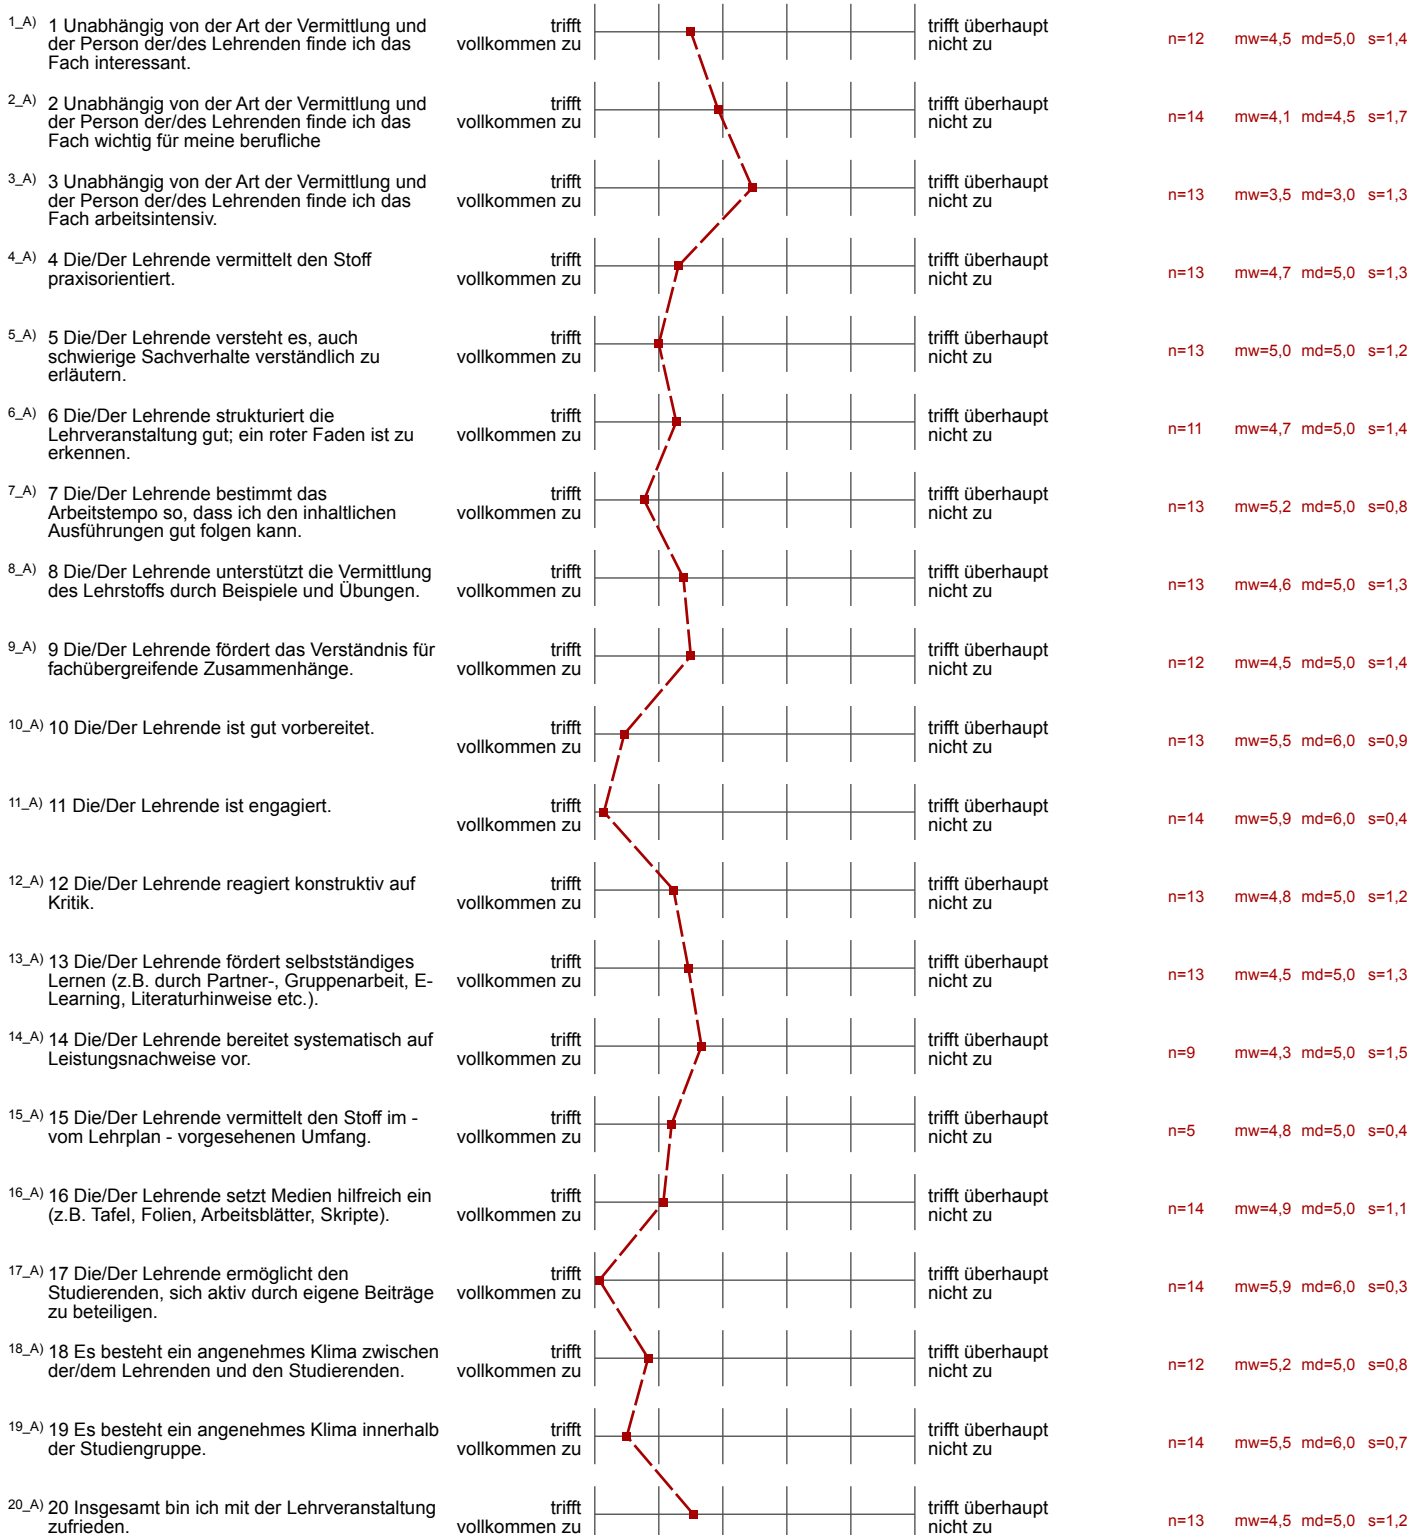 1_A) 1 Unabhängig von der Art der Vermittlung und
der Person der/des Lehrenden finde ich das
Fach interessant.
trifft
vollkommen zu
trifft überhaupt
nicht zu
n=12 mw=4,5 md=5,0 s=1,4
2_A) 2 Unabhängig von der Art der Vermittlung und
der Person der/des Lehrenden finde ich das
Fach wichtig für meine berufliche
trifft
vollkommen zu
trifft überhaupt
nicht zu
n=14 mw=4,1 md=4,5 s=1,7
3_A) 3 Unabhängig von der Art der Vermittlung und
der Person der/des Lehrenden finde ich das
Fach arbeitsintensiv.
trifft
vollkommen zu
trifft überhaupt
nicht zu
n=13 mw=3,5 md=3,0 s=1,3
4_A) 4 Die/Der Lehrende vermittelt den Stoff
praxisorientiert.
trifft
vollkommen zu
trifft überhaupt
nicht zu
n=13 mw=4,7 md=5,0 s=1,3
5_A) 5 Die/Der Lehrende versteht es, auch
schwierige Sachverhalte verständlich zu
erläutern.
trifft
vollkommen zu
trifft überhaupt
nicht zu
n=13 mw=5,0 md=5,0 s=1,2
6_A) 6 Die/Der Lehrende strukturiert die
Lehrveranstaltung gut; ein roter Faden ist zu
erkennen.
trifft
vollkommen zu
trifft überhaupt
nicht zu
n=11 mw=4,7 md=5,0 s=1,4
7_A) 7 Die/Der Lehrende bestimmt das
Arbeitstempo so, dass ich den inhaltlichen
Ausführungen gut folgen kann.
trifft
vollkommen zu
trifft überhaupt
nicht zu
n=13 mw=5,2 md=5,0 s=0,8
8_A) 8 Die/Der Lehrende unterstützt die Vermittlung
des Lehrstoffs durch Beispiele und Übungen.
trifft
vollkommen zu
trifft überhaupt
nicht zu
n=13 mw=4,6 md=5,0 s=1,3
9_A) 9 Die/Der Lehrende fördert das Verständnis für
fachübergreifende Zusammenhänge.
trifft
vollkommen zu
trifft überhaupt
nicht zu
n=12 mw=4,5 md=5,0 s=1,4
10_A) 10 Die/Der Lehrende ist gut vorbereitet.
trifft
vollkommen zu
trifft überhaupt
nicht zu
n=13 mw=5,5 md=6,0 s=0,9
11_A) 11 Die/Der Lehrende ist engagiert.
trifft
vollkommen zu
trifft überhaupt
nicht zu
n=14 mw=5,9 md=6,0 s=0,4
12_A) 12 Die/Der Lehrende reagiert konstruktiv auf
Kritik.
trifft
vollkommen zu
trifft überhaupt
nicht zu
n=13 mw=4,8 md=5,0 s=1,2
13_A) 13 Die/Der Lehrende fördert selbstständiges
Lernen (z.B. durch Partner-, Gruppenarbeit, E-
Learning, Literaturhinweise etc.).
trifft
vollkommen zu
trifft überhaupt
nicht zu
n=13 mw=4,5 md=5,0 s=1,3
14_A) 14 Die/Der Lehrende bereitet systematisch auf
Leistungsnachweise vor.
trifft
vollkommen zu
trifft überhaupt
nicht zu
n=9 mw=4,3 md=5,0 s=1,5
15_A) 15 Die/Der Lehrende vermittelt den Stoff im -
vom Lehrplan - vorgesehenen Umfang.
trifft
vollkommen zu
trifft überhaupt
nicht zu
n=5 mw=4,8 md=5,0 s=0,4
16_A) 16 Die/Der Lehrende setzt Medien hilfreich ein
(z.B. Tafel, Folien, Arbeitsblätter, Skripte).
trifft
vollkommen zu
trifft überhaupt
nicht zu
n=14 mw=4,9 md=5,0 s=1,1
17_A) 17 Die/Der Lehrende ermöglicht den
Studierenden, sich aktiv durch eigene Beiträge
zu beteiligen.
trifft
vollkommen zu
trifft überhaupt
nicht zu
n=14 mw=5,9 md=6,0 s=0,3
18_A) 18 Es besteht ein angenehmes Klima zwischen
der/dem Lehrenden und den Studierenden.
trifft
vollkommen zu
trifft überhaupt
nicht zu
n=12 mw=5,2 md=5,0 s=0,8
19_A) 19 Es besteht ein angenehmes Klima innerhalb
der Studiengruppe.
trifft
vollkommen zu
trifft überhaupt
nicht zu
n=14 mw=5,5 md=6,0 s=0,7
20_A) 20 Insgesamt bin ich mit der Lehrveranstaltung
zufrieden.
trifft
vollkommen zu
trifft überhaupt
nicht zu
n=13 mw=4,5 md=5,0 s=1,2